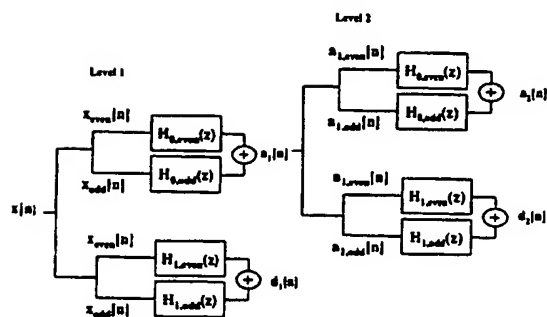 Level 2
a1,even[n]
H0,even(z)
a2[n]
a1,odd[n]
H0,odd(z)
Level 1
xeven[n]
H0,even(z)
a1[n]
xodd[n]
H0,odd(z)
a1,even[n]
H1,even(z)
d2[n]
a1,odd[n]
H1,odd(z)
x[n]
xeven[n]
H1,even(z)
d1[n]
xodd[n]
H1,odd(z)